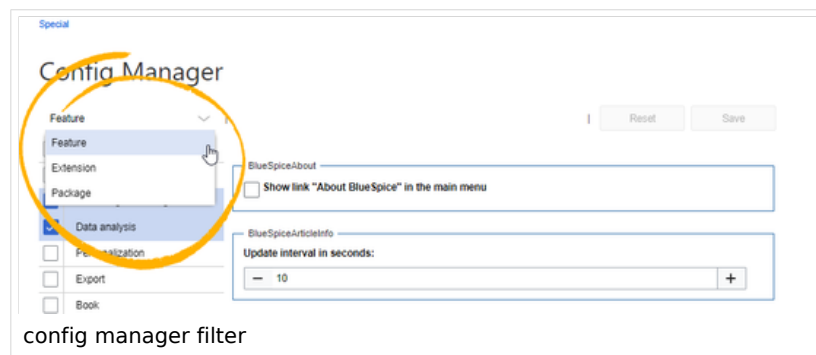 Special
Config Manager
Feature
Reset Save
Feature
Extension
Package
BlueSpiceAbout
Show link "About BlueSpice" in the main menu
Data analysis
BlueSpiceArticleInfo
Personalization
Update interval in seconds:
Export
10
Book
config manager filter